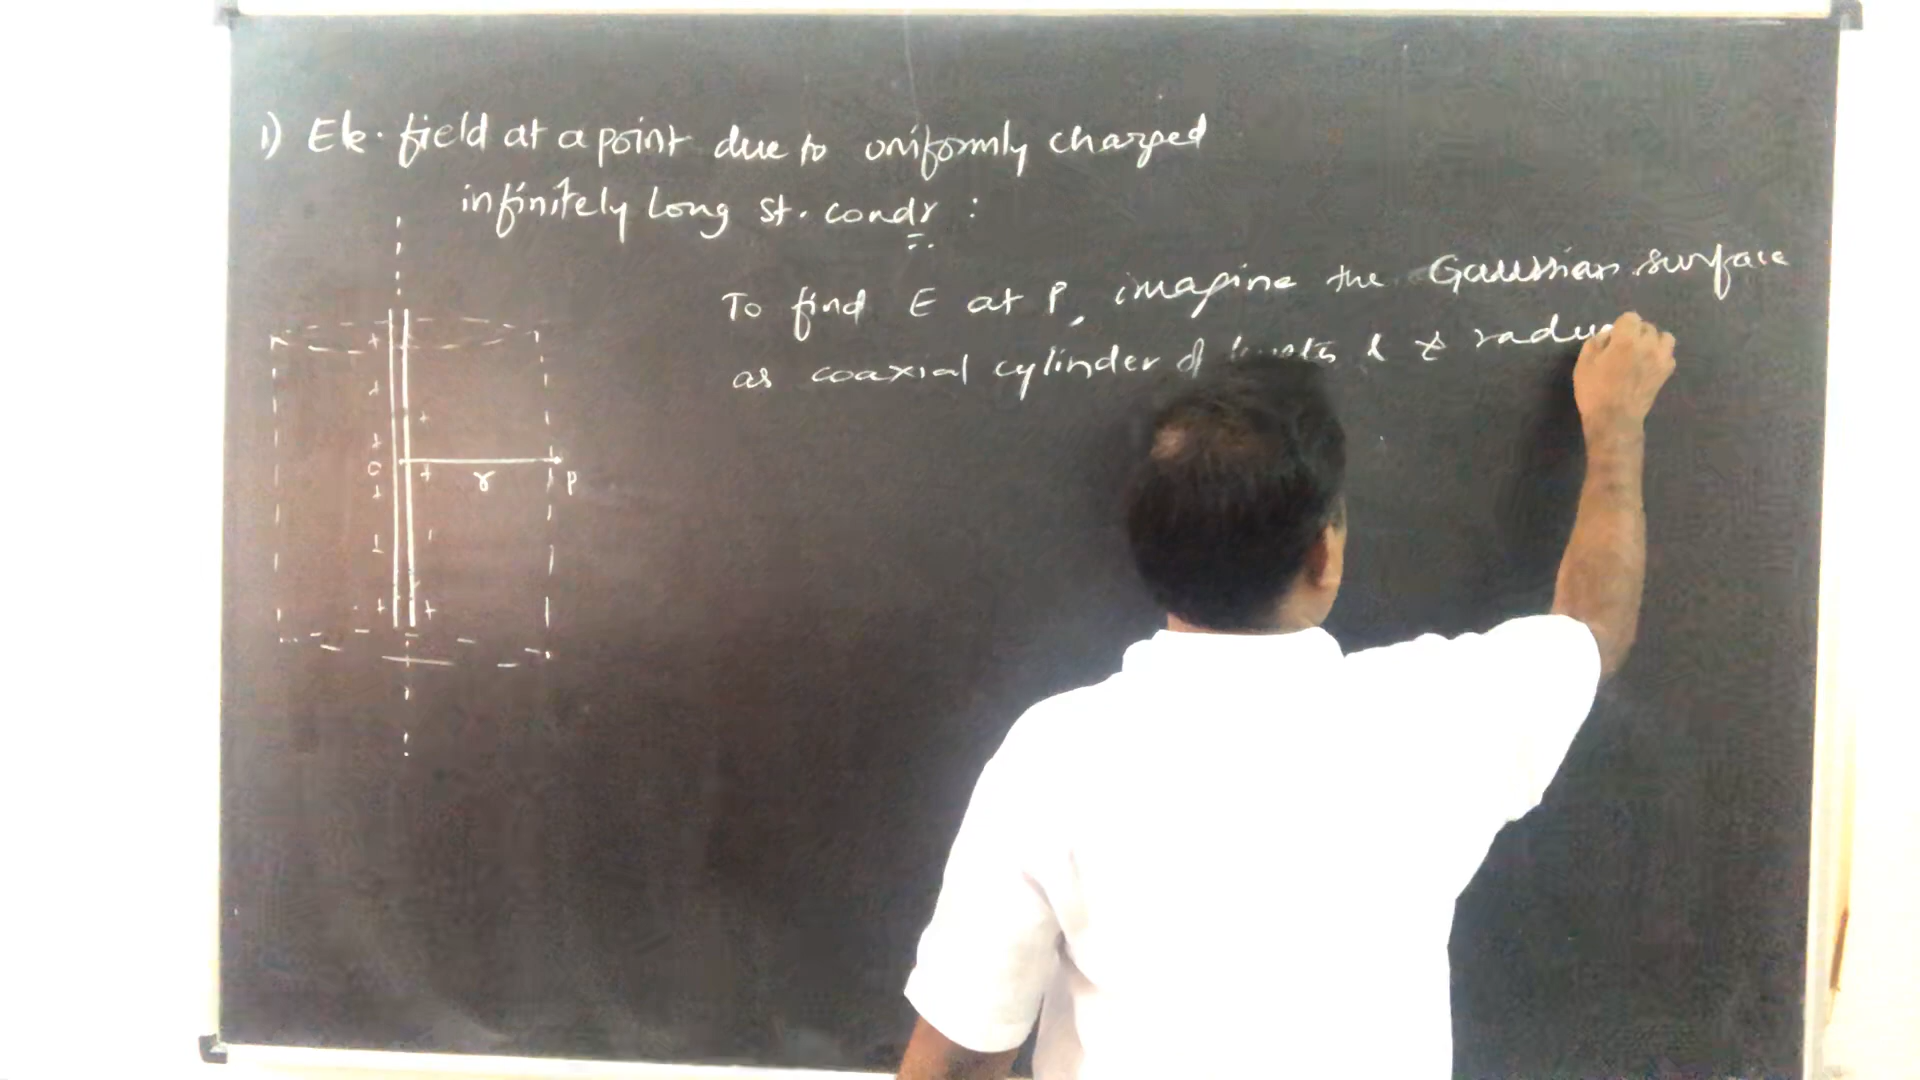 1) Ele. field at a point due to uniformly charged
infinitely long st. condr :
To find E at P, imagine the Gaussian surface
as coaxial cylinder of & radius
+ + + + O + r P
+ + + +